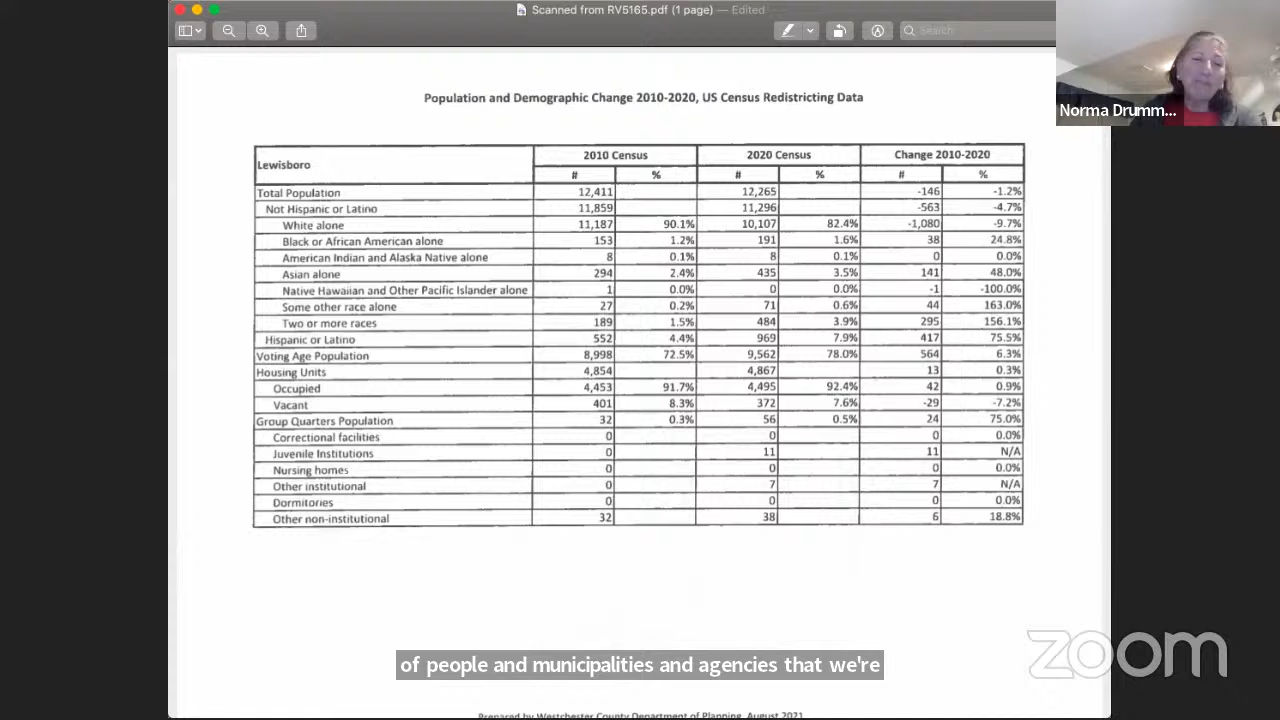 Scanned from RV5165.pdf (1 page) — Edited
Search
Norma Drumm...
Population and Demographic Change 2010-2020, US Census Redistricting Data
Lewisboro 2010 Census 2020 Census Change 2010-2020
# % # % # %
Total Population 12,411 12,265 -146 -1.2%
Not Hispanic or Latino 11,859 11,296 -563 -4.7%
White alone 11,187 90.1% 10,107 82.4% -1,080 -9.7%
Black or African American alone 153 1.2% 191 1.6% 38 24.8%
American Indian and Alaska Native alone 8 0.1% 8 0.1% 0 0.0%
Asian alone 294 2.4% 435 3.5% 141 48.0%
Native Hawaiian and Other Pacific Islander alone 1 0.0% 0 0.0% -1 -100.0%
Some other race alone 27 0.2% 71 0.6% 44 163.0%
Two or more races 189 1.5% 484 3.9% 295 156.1%
Hispanic or Latino 552 4.4% 969 7.9% 417 75.5%
Voting Age Population 8,998 72.5% 9,562 78.0% 564 6.3%
Housing Units 4,854 4,867 13 0.3%
Occupied 4,453 91.7% 4,495 92.4% 42 0.9%
Vacant 401 8.3% 372 7.6% -29 -7.2%
Group Quarters Population 32 0.3% 56 0.5% 24 75.0%
Correctional facilities 0 0 0 0.0%
Juvenile Institutions 0 11 11 N/A
Nursing homes 0 0 0 0.0%
Other institutional 0 7 7 N/A
Dormitories 0 0 0 0.0%
Other non-institutional 32 38 6 18.8%
of people and municipalities and agencies that we're
zoom
Prepared by Westchester County Department of Planning, August 2021